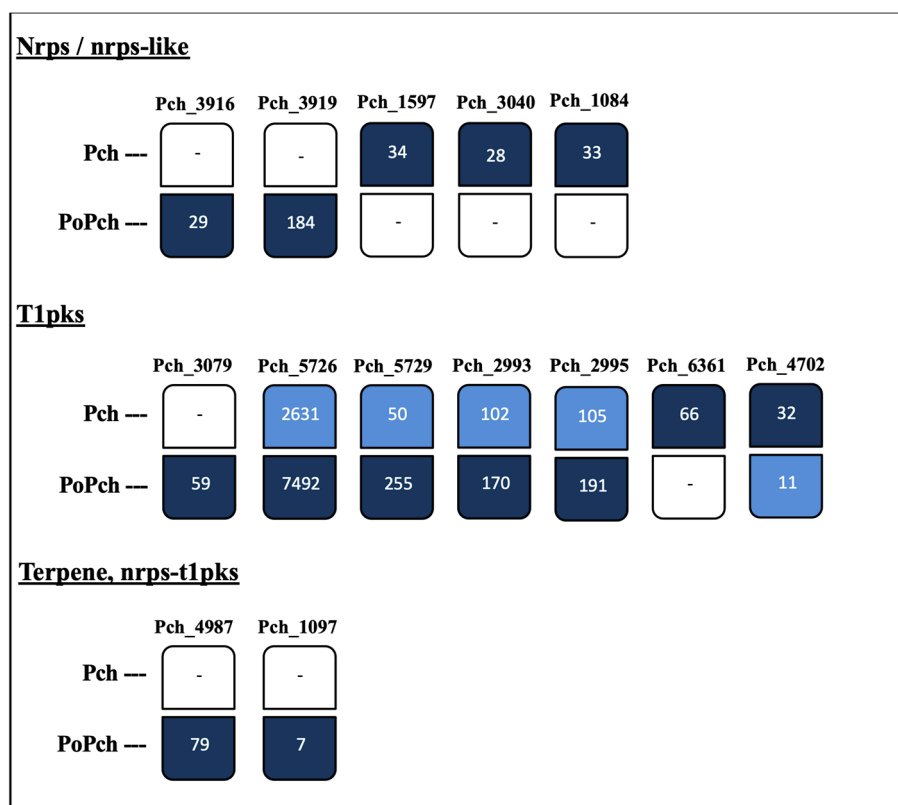 Nrps / nrps-like
Pch_3916 Pch_3919 Pch_1597 Pch_3040 Pch_1084
Pch --- - - 34 28 33
PoPch --- 29 184 - - -
T1pks
Pch_3079 Pch_5726 Pch_5729 Pch_2993 Pch_2995 Pch_6361 Pch_4702
Pch --- - 2631 50 102 105 66 32
PoPch --- 59 7492 255 170 191 - 11
Terpene, nrps-t1pks
Pch_4987 Pch_1097
Pch --- - -
PoPch --- 79 7